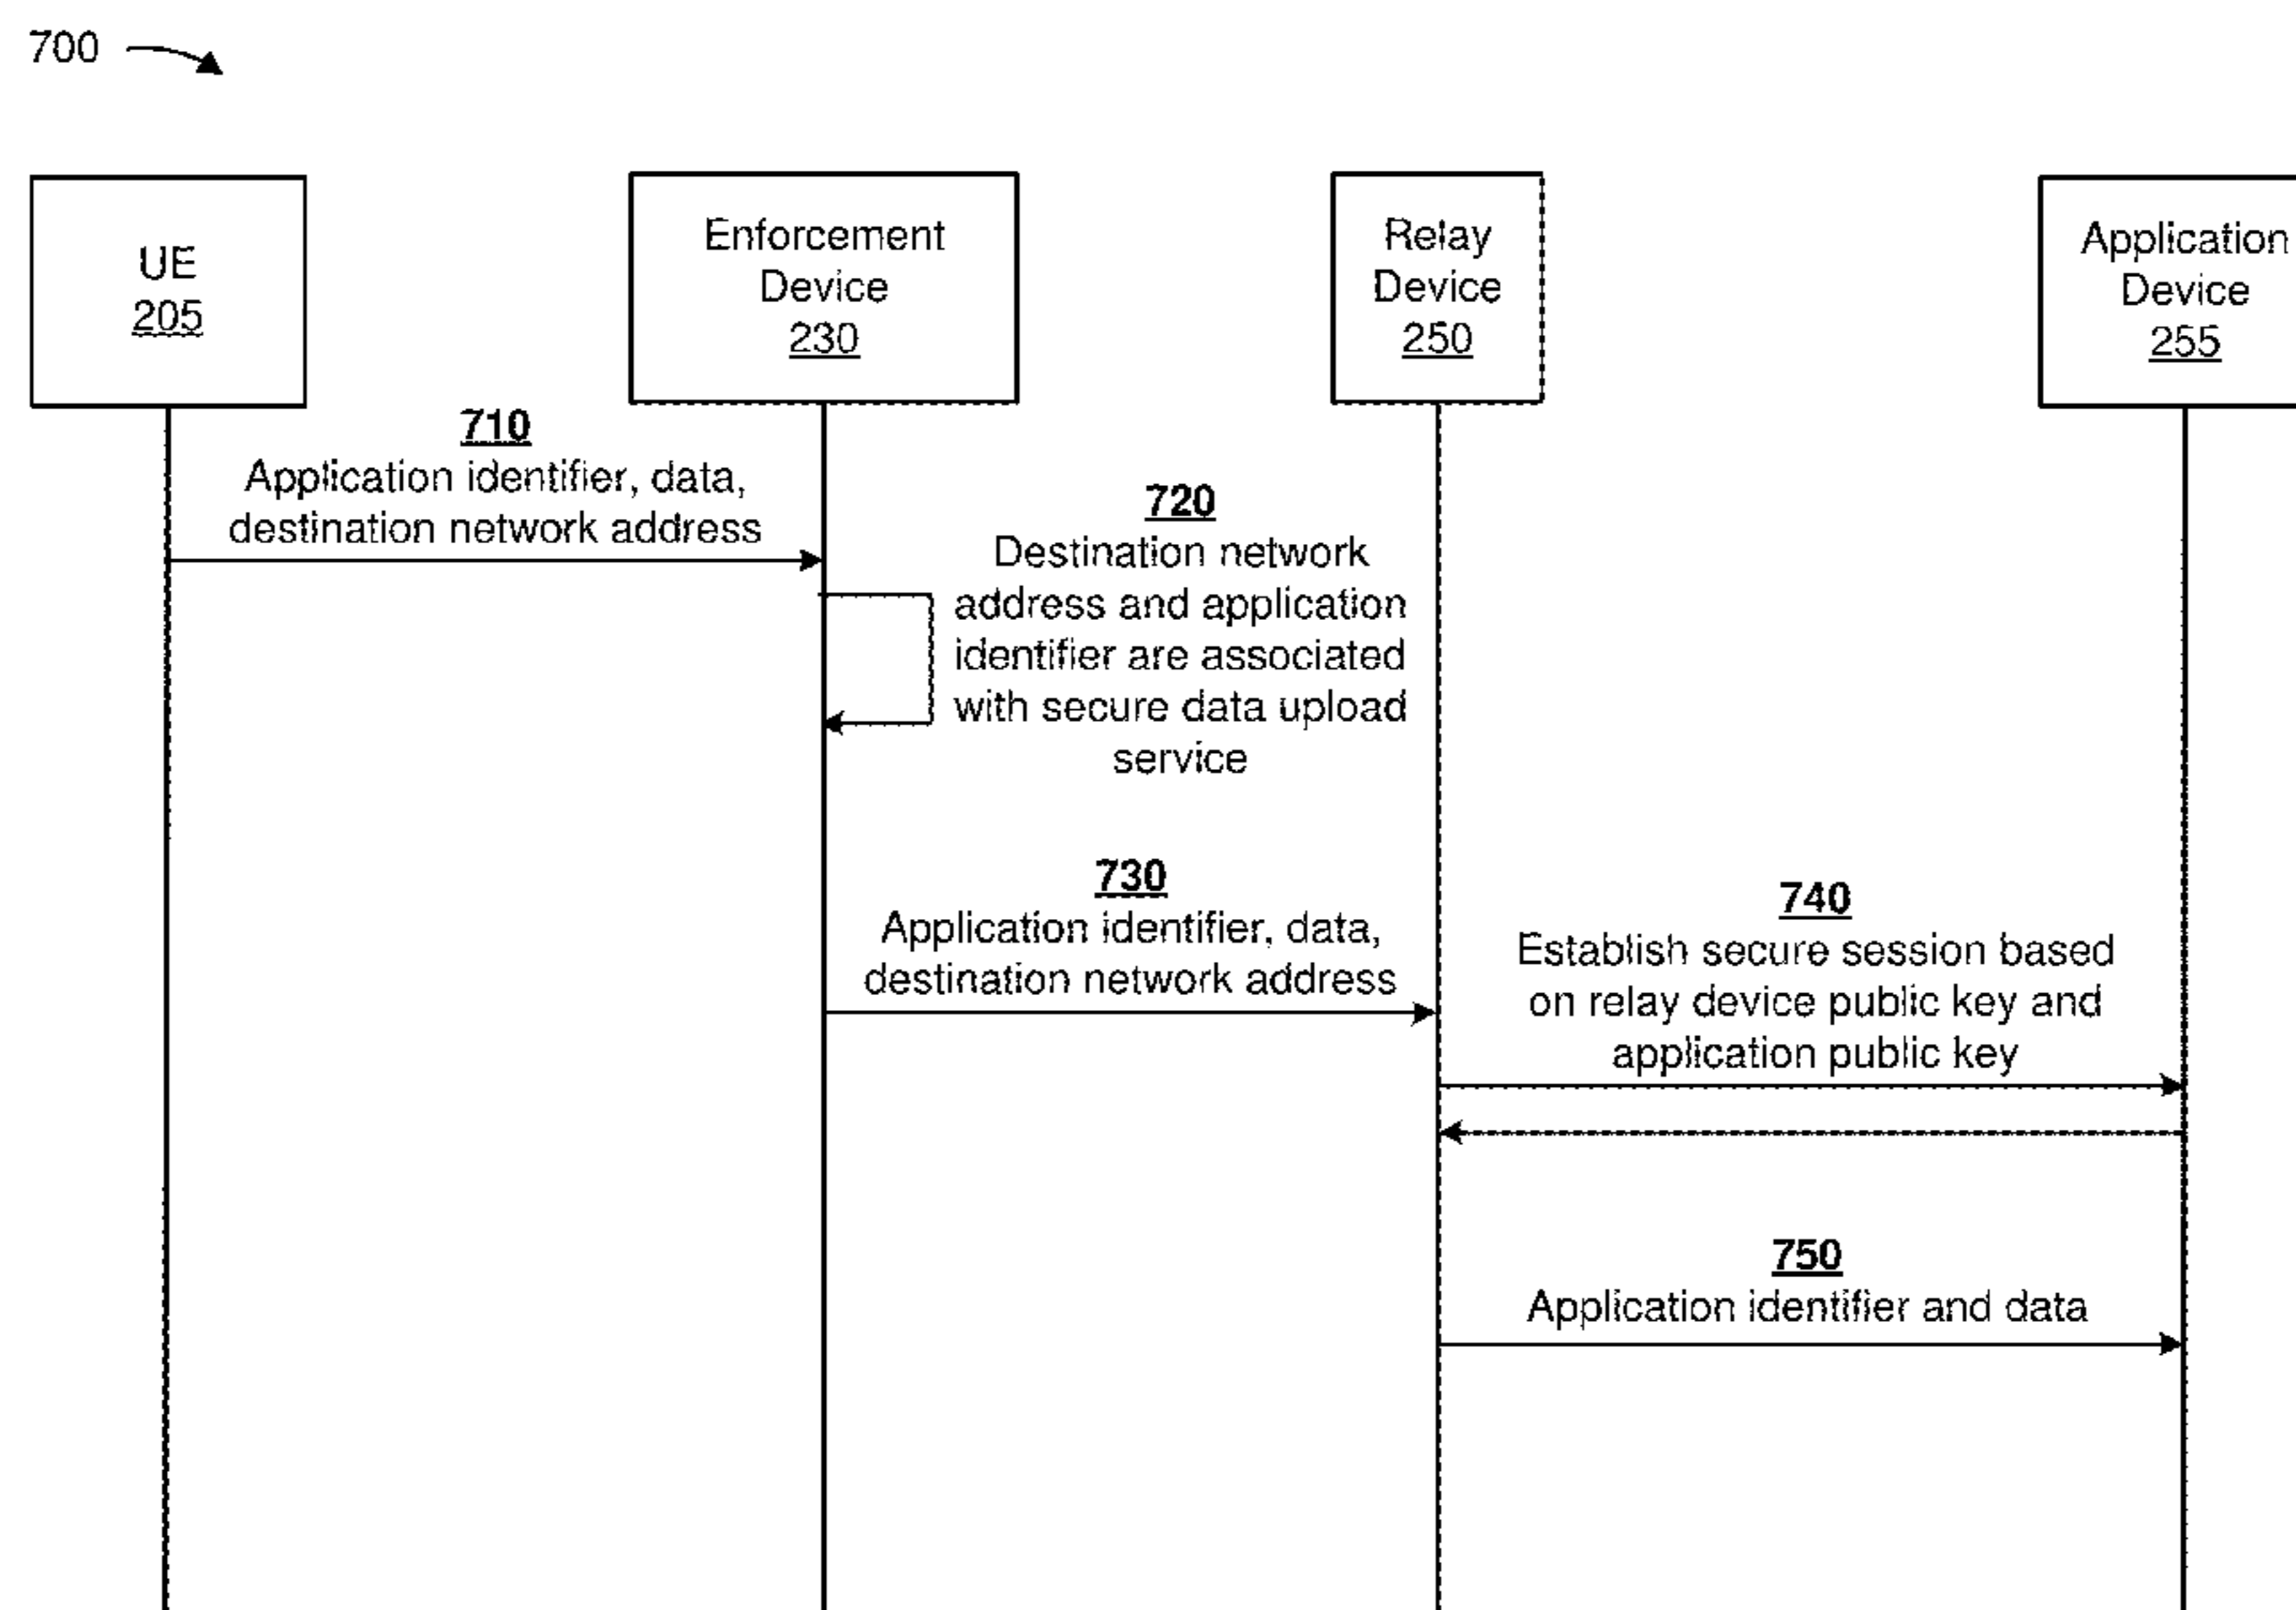 700
UE
205
Enforcement
Device
230
Relay
Device
250
Application
Device
255
710
Application identifier, data,
destination network address
720
Destination network
address and application
identifier are associated
with secure data upload
service
730
Application identifier, data,
destination network address
740
Establish secure session based
on relay device public key and
application public key
750
Application identifier and data